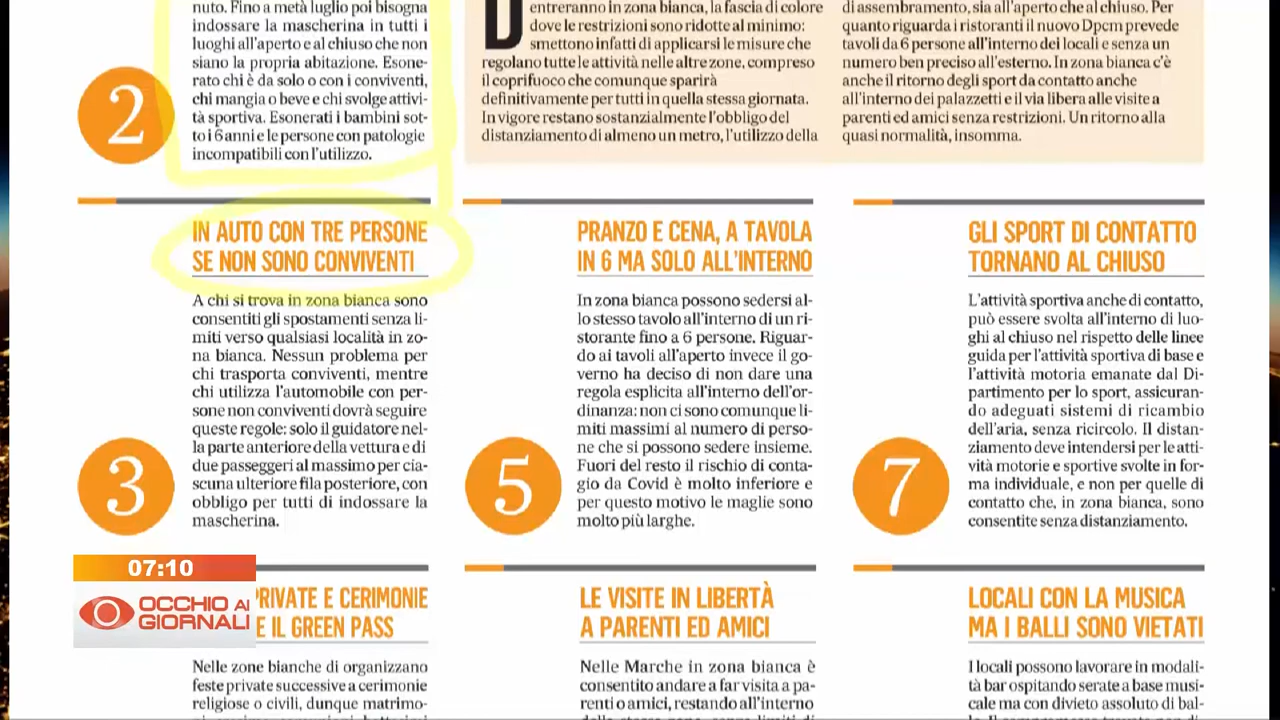 nuto. Fino a metà luglio poi bisogna
indossare la mascherina in tutti i
luoghi all'aperto e al chiuso che non
siano la propria abitazione. Esone-
rato chi è da solo o con i conviventi,
chi mangia o beve e chi svolge attivi-
tà sportiva. Esonerati i bambini sot-
to i 6 anni e le persone con patologie
incompatibili con l'utilizzo.
2
D
entreranno in zona bianca, la fascia di colore
dove le restrizioni sono ridotte al minimo:
smettono infatti di applicarsi le misure che
regolano tutte le attività nelle altre zone, compreso
il coprifuoco che comunque sparirà
definitivamente per tutti in quella stessa giornata.
In vigore restano sostanzialmente l'obbligo del
distanziamento di almeno un metro, l'utilizzo della
di assembramento, sia all'aperto che al chiuso. Per
quanto riguarda i ristoranti il nuovo Dpcm prevede
tavoli da 6 persone all'interno dei locali e senza un
numero ben preciso all'esterno. In zona bianca c'è
anche il ritorno degli sport da contatto anche
all'interno dei palazzetti e il via libera alle visite a
parenti ed amici senza restrizioni. Un ritorno alla
quasi normalità, insomma.
IN AUTO CON TRE PERSONE
SE NON SONO CONVIVENTI
A chi si trova in zona bianca sono
consentiti gli spostamenti senza li-
miti verso qualsiasi località in zo-
na bianca. Nessun problema per
chi trasporta conviventi, mentre
chi utilizza l'automobile con per-
sone non conviventi dovrà seguire
queste regole: solo il guidatore nel-
la parte anteriore della vettura e di
due passeggeri al massimo per cia-
scuna ulteriore fila posteriore, con
obbligo per tutti di indossare la
mascherina.
3
PRANZO E CENA, A TAVOLA
IN 6 MA SOLO ALL'INTERNO
In zona bianca possono sedersi al-
lo stesso tavolo all'interno di un ri-
storante fino a 6 persone. Riguar-
do ai tavoli all'aperto invece il go-
verno ha deciso di non dare una
regola esplicita all'interno dell'or-
dinanza: non ci sono comunque li-
miti massimi al numero di perso-
ne che si possono sedere insieme.
Fuori del resto il rischio di conta-
gio da Covid è molto inferiore e
per questo motivo le maglie sono
molto più larghe.
5
GLI SPORT DI CONTATTO
TORNANO AL CHIUSO
L'attività sportiva anche di contatto,
può essere svolta all'interno di luo-
ghi al chiuso nel rispetto delle linee
guida per l'attività sportiva di base e
l'attività motoria emanate dal Di-
partimento per lo sport, assicuran-
do adeguati sistemi di ricambio
dell'aria, senza ricircolo. Il distan-
ziamento deve intendersi per le atti-
vità motorie e sportive svolte in for-
ma individuale, e non per quelle di
contatto che, in zona bianca, sono
consentite senza distanziamento.
7
07:10
OCCHIO AI
GIORNALI
PRIVATE E CERIMONIE
E IL GREEN PASS
Nelle zone bianche di organizzano
feste private successive a cerimonie
religiose o civili, dunque matrimo-
LE VISITE IN LIBERTÀ
A PARENTI ED AMICI
Nelle Marche in zona bianca è
consentito andare a far visita a pa-
renti o amici, restando all'interno
LOCALI CON LA MUSICA
MA I BALLI SONO VIETATI
I locali possono lavorare in modali-
tà bar ospitando serate a base musi-
cale ma con divieto assoluto di bal-